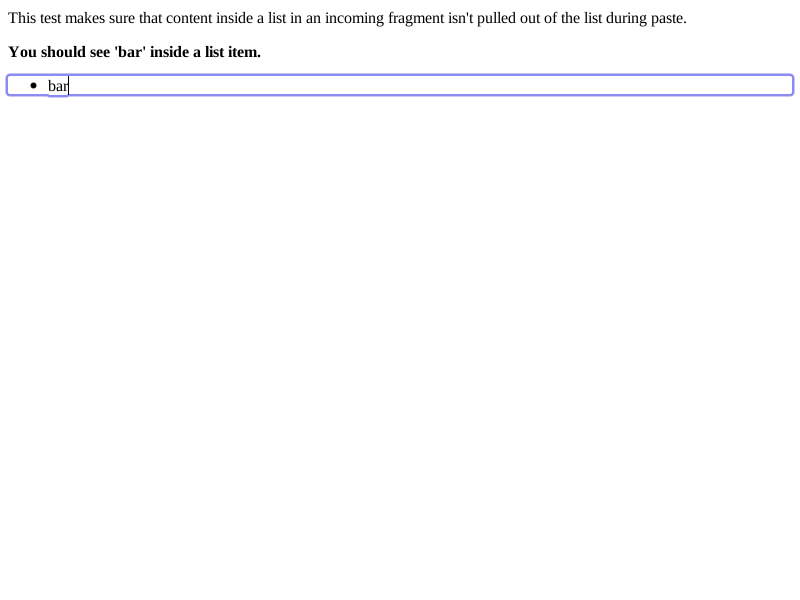 This test makes sure that content inside a list in an incoming fragment isn't pulled out of the list during paste.
You should see 'bar' inside a list item.
• bar